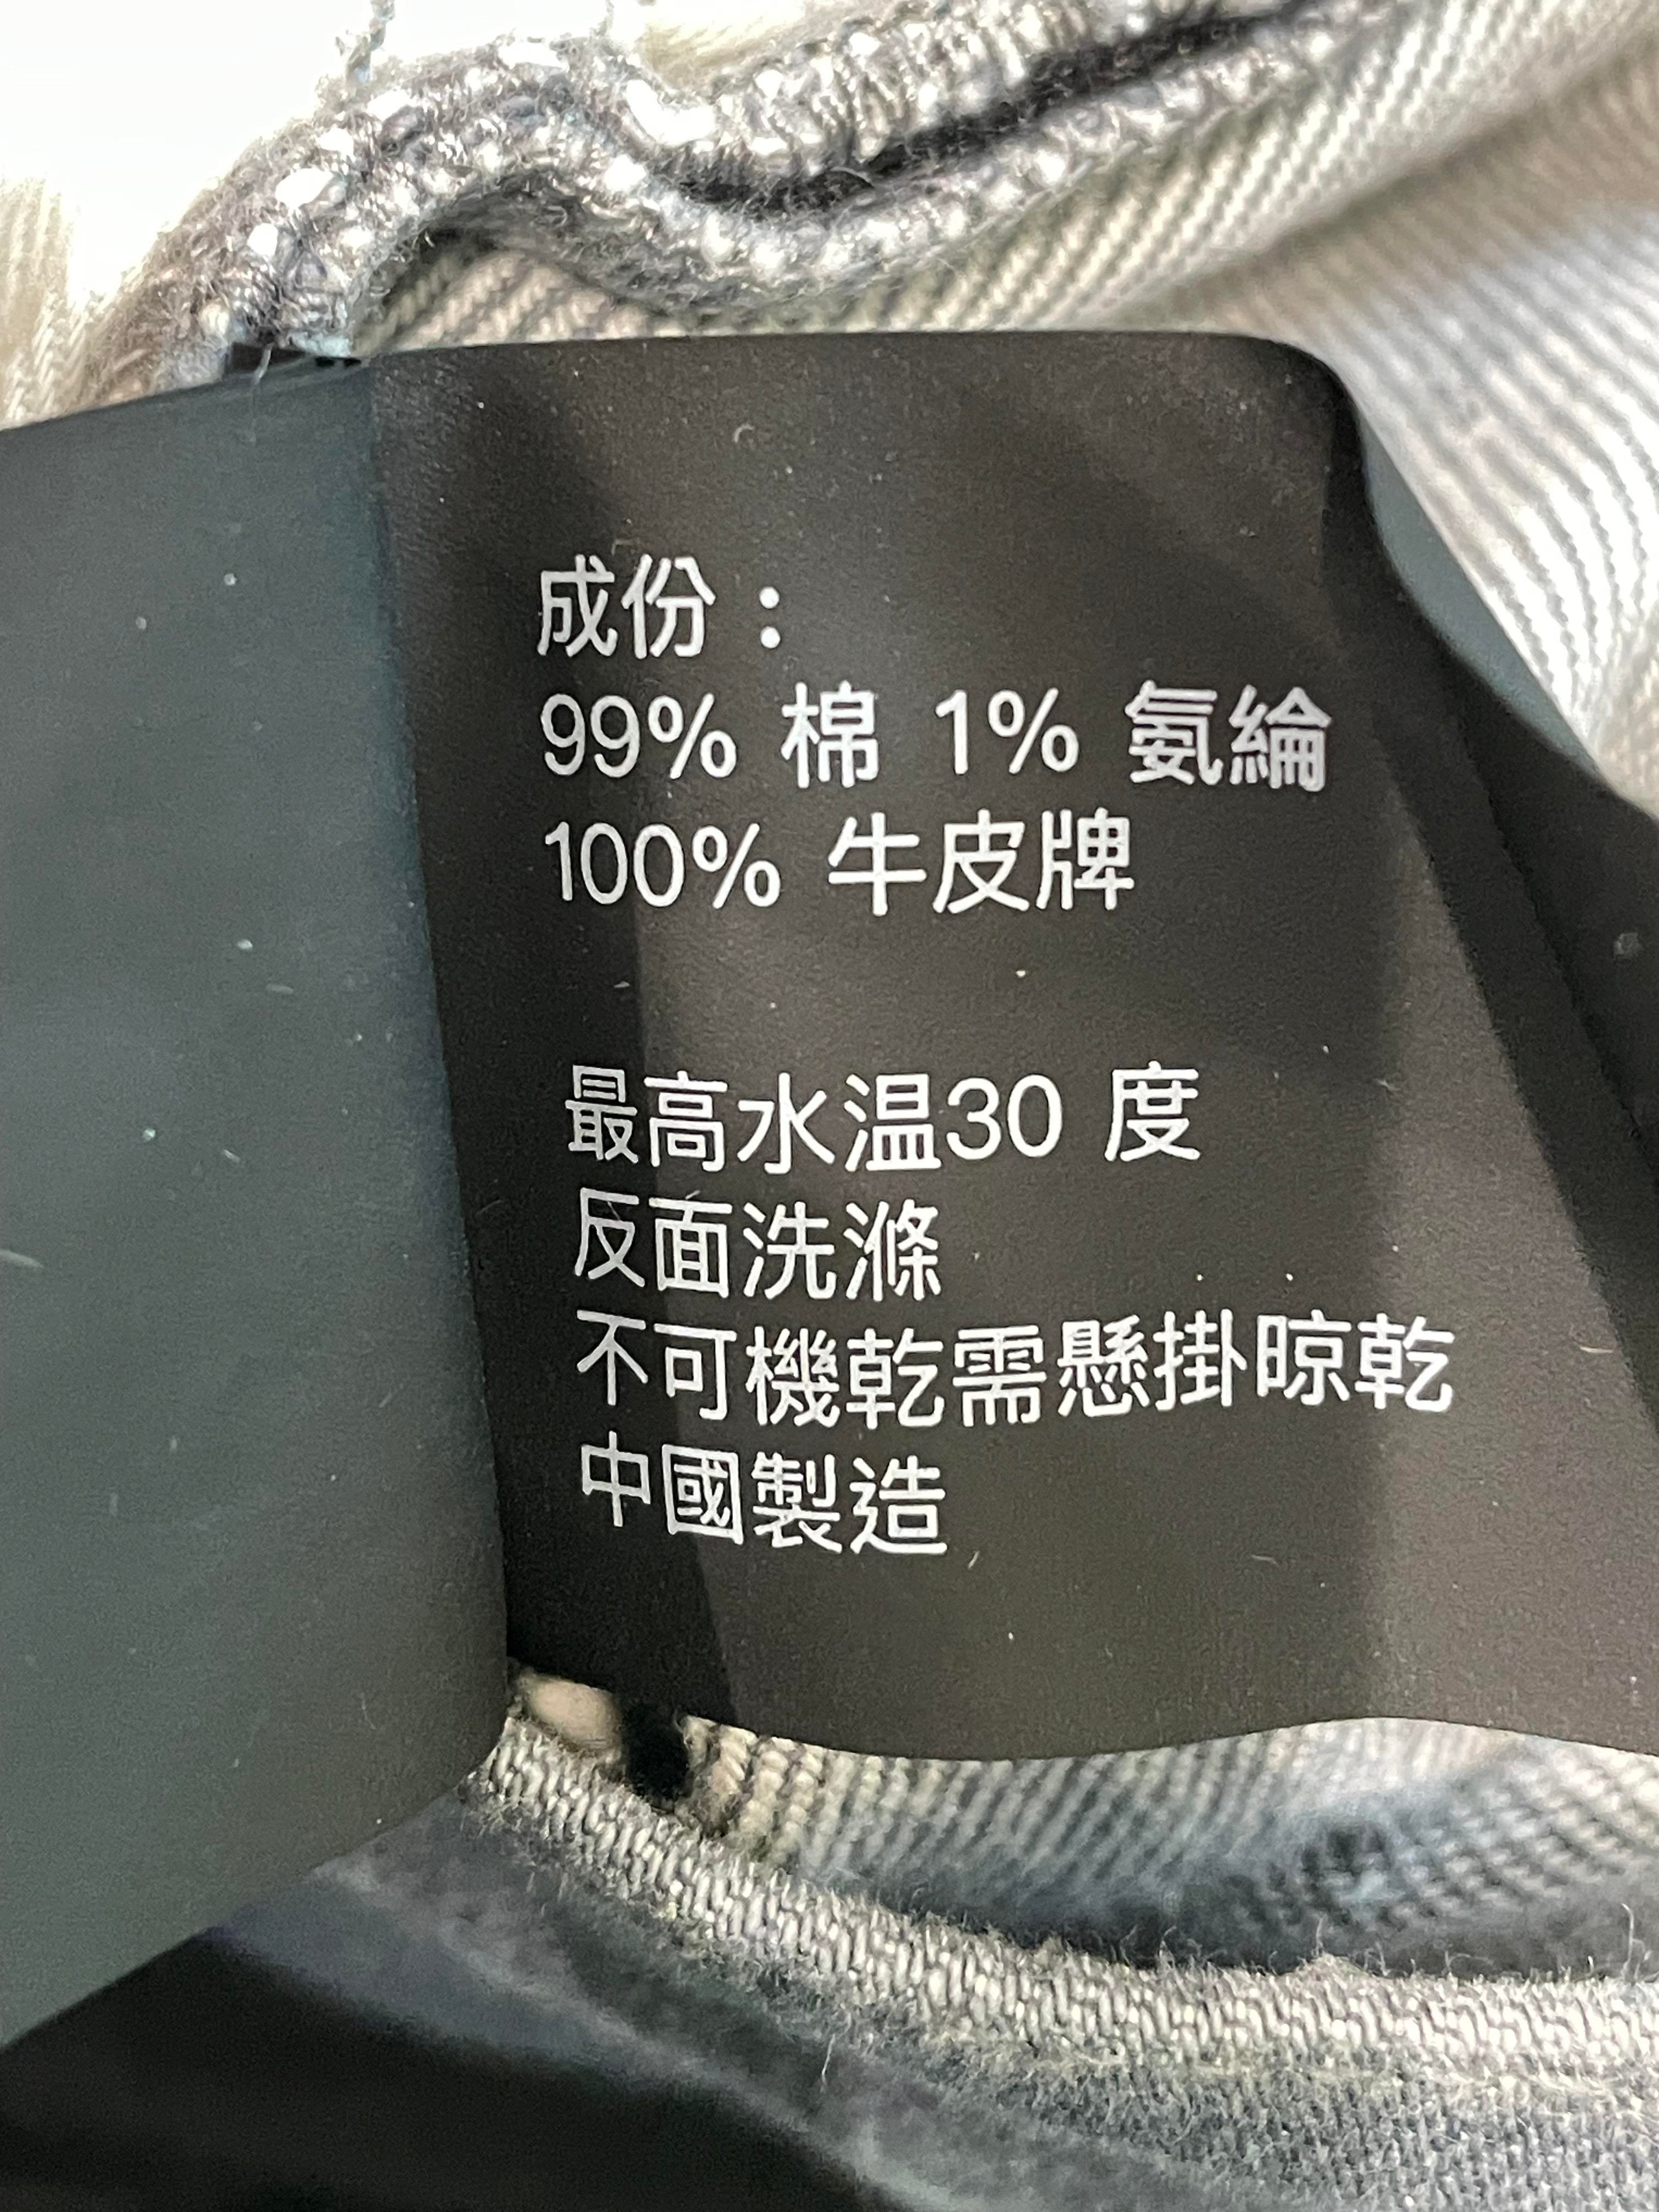 成份：
99% 棉 1% 氨綸
100% 牛皮牌
最高水温30 度
反面洗滌
不可機乾需懸掛晾乾
中國製造